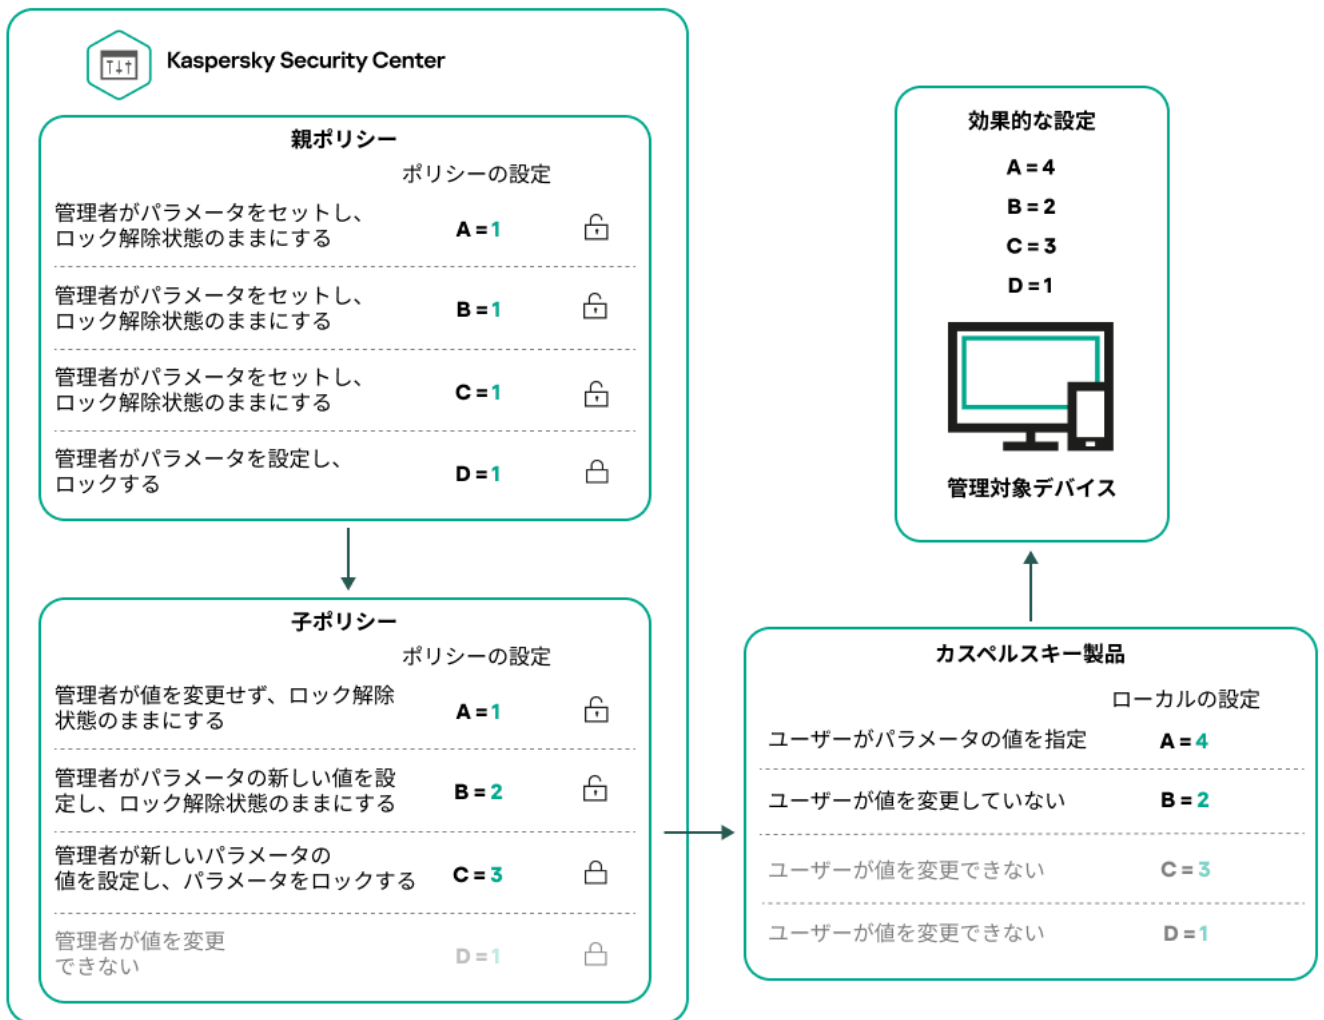 Kaspersky Security Center
親ポリシー
ポリシーの設定
管理者がパラメータをセットし、
ロック解除状態のままにする
A = 1
管理者がパラメータをセットし、
ロック解除状態のままにする
B = 1
管理者がパラメータをセットし、
ロック解除状態のままにする
C = 1
管理者がパラメータを設定し、
ロックする
D = 1
子ポリシー
ポリシーの設定
管理者が値を変更せず、ロック解除
状態のままにする
A = 1
管理者がパラメータの新しい値を設
定し、ロック解除状態のままにする
B = 2
管理者が新しいパラメータの
値を設定し、パラメータをロックする
C = 3
管理者が値を変更
できない
D = 1
カスペルスキー製品
ローカルの設定
ユーザーがパラメータの値を指定
A = 4
ユーザーが値を変更していない
B = 2
ユーザーが値を変更できない
C = 3
ユーザーが値を変更できない
D = 1
効果的な設定
A = 4
B = 2
C = 3
D = 1
管理対象デバイス